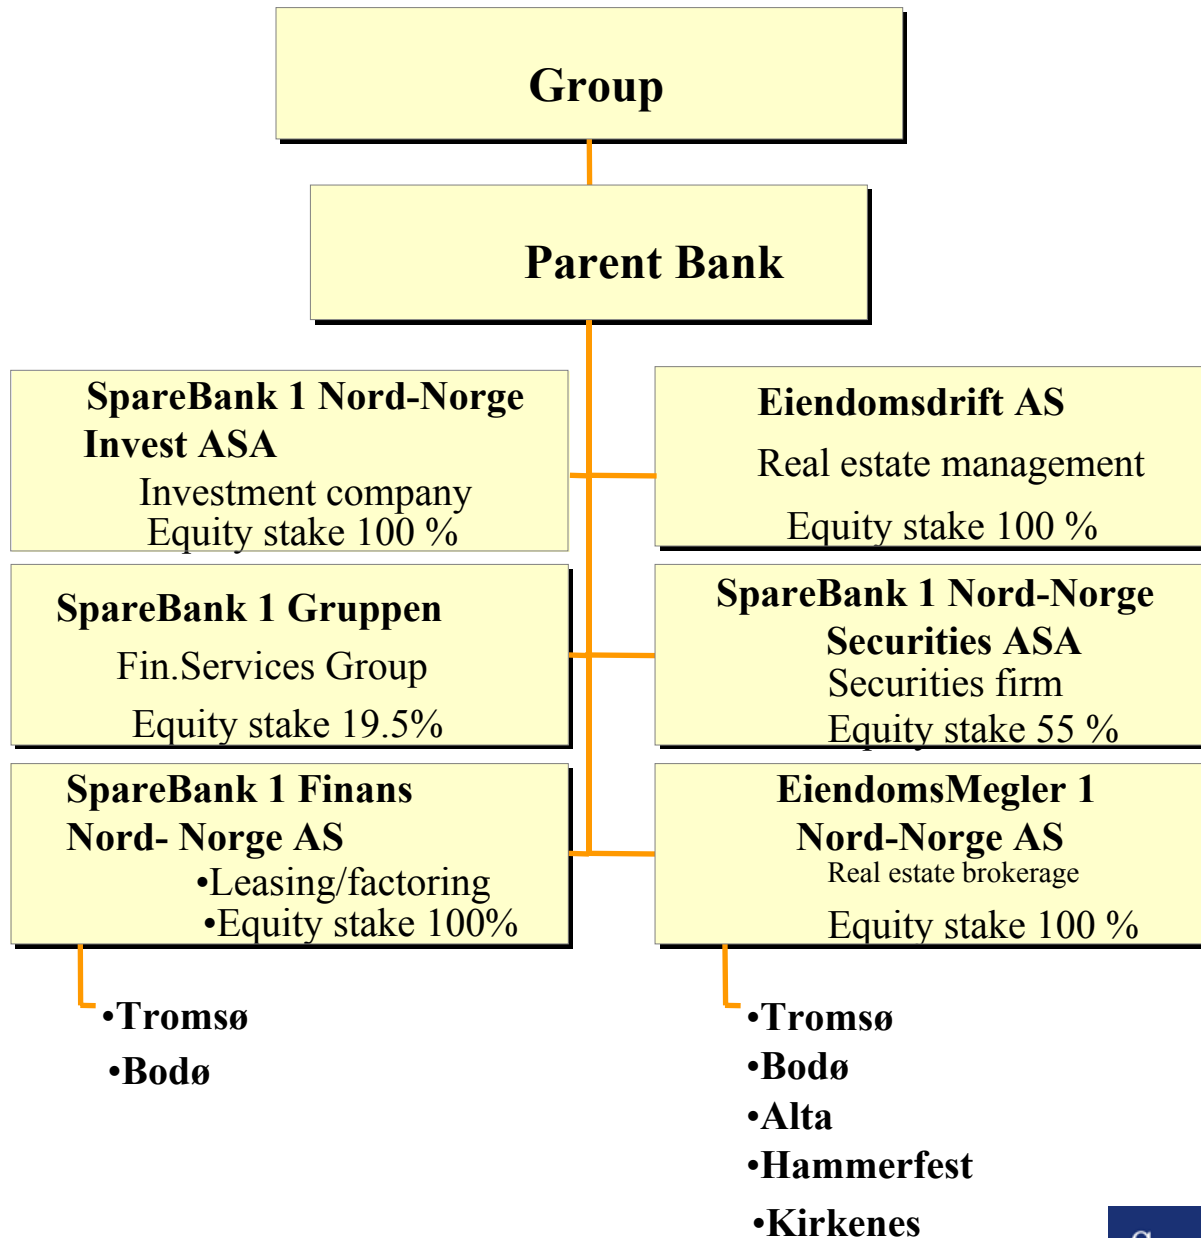 Group
Parent Bank
SpareBank 1 Nord-Norge
Invest ASA
Investment company
Equity stake 100 %
Eiendomsdrift AS
Real estate management
Equity stake 100 %
SpareBank 1 Gruppen
Fin.Services Group
Equity stake 19.5%
SpareBank 1 Nord-Norge
Securities ASA
Securities firm
Equity stake 55 %
SpareBank 1 Finans
Nord- Norge AS
•Leasing/factoring
•Equity stake 100%
EiendomsMegler 1
Nord-Norge AS
Real estate brokerage
Equity stake 100 %
•Tromsø
•Bodø
•Tromsø
•Bodø
•Alta
•Hammerfest
•Kirkenes